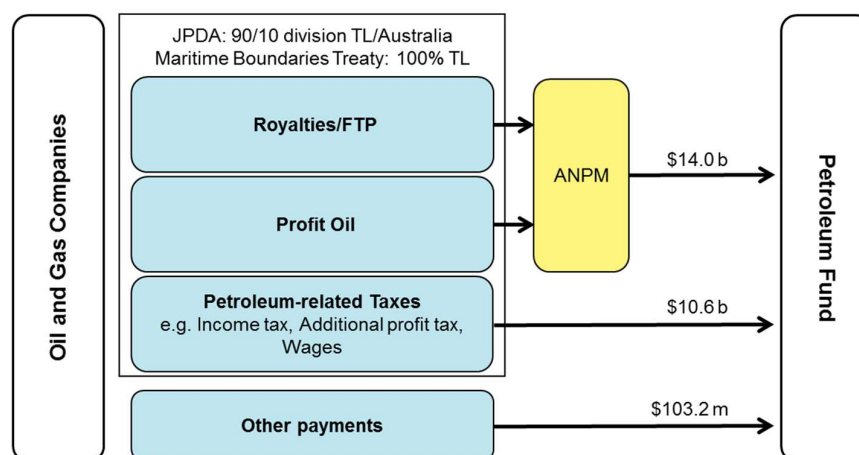 Oil and Gas Companies
JPDA: 90/10 division TL/Australia
Maritime Boundaries Treaty: 100% TL
Royalties/FTP
Profit Oil
Petroleum-related Taxes
e.g. Income tax, Additional profit tax,
Wages
Other payments
ANPM
$14.0 b
$10.6 b
$103.2 m
Petroleum Fund